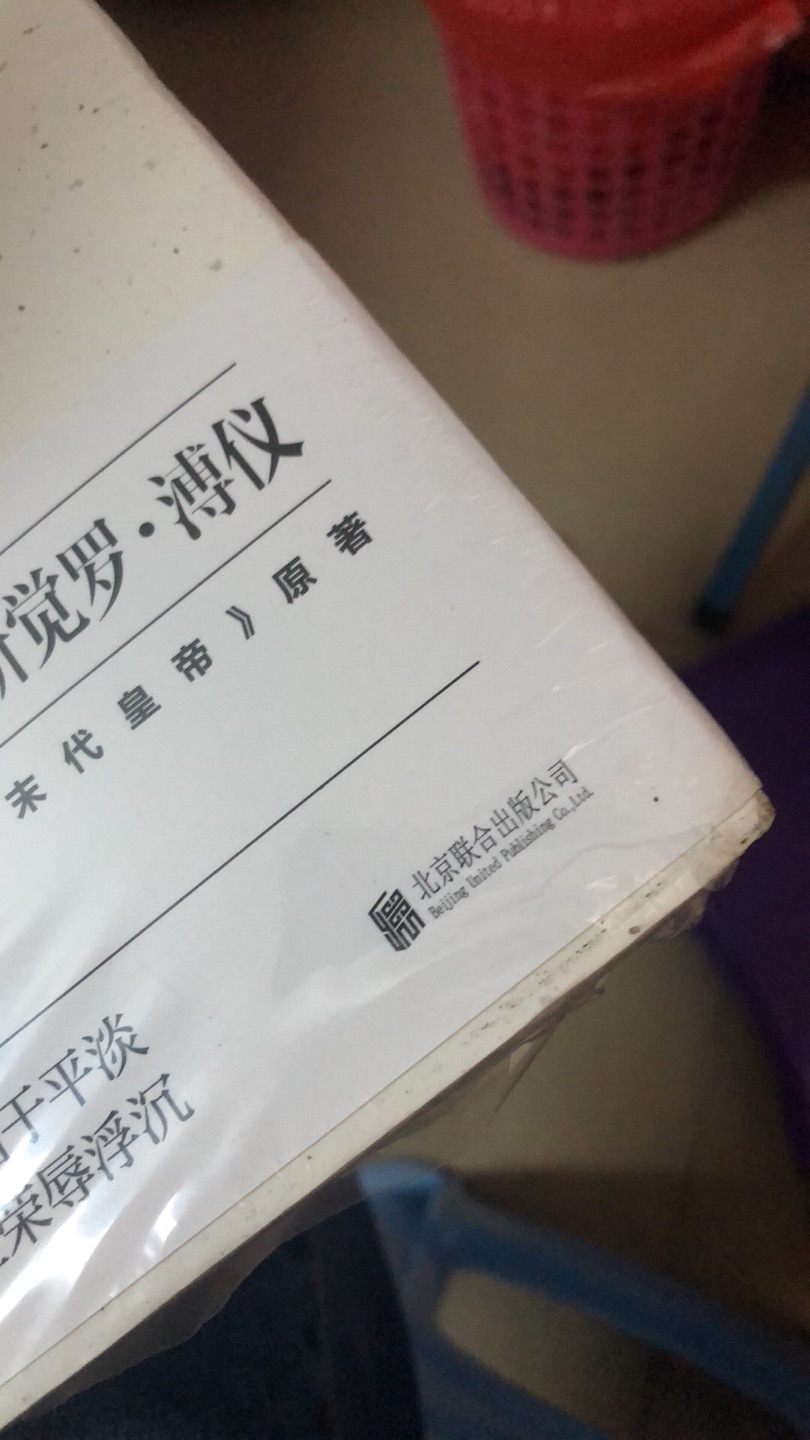 觉罗·溥仪
末代皇帝》原著
北京联合出版公司
Beijing United Publishing Co.,Ltd.
于平淡
荣辱浮沉